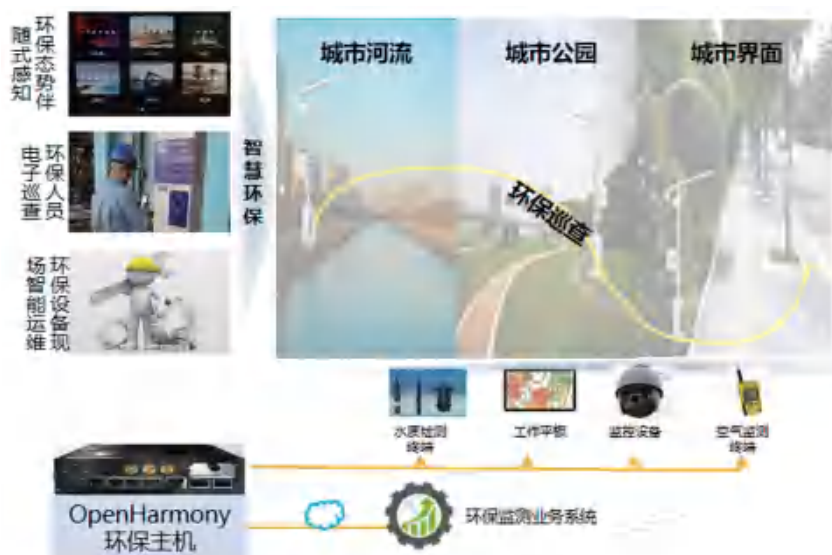 环保态势伴
随式感知
环保人员
电子巡查
环保设备现
场智能运维
智慧环保
城市河流
城市公园
城市界面
环保巡查
水质检测
终端
工作平板
监控设备
空气监测
终端
OpenHarmony
环保主机
环保监测业务系统